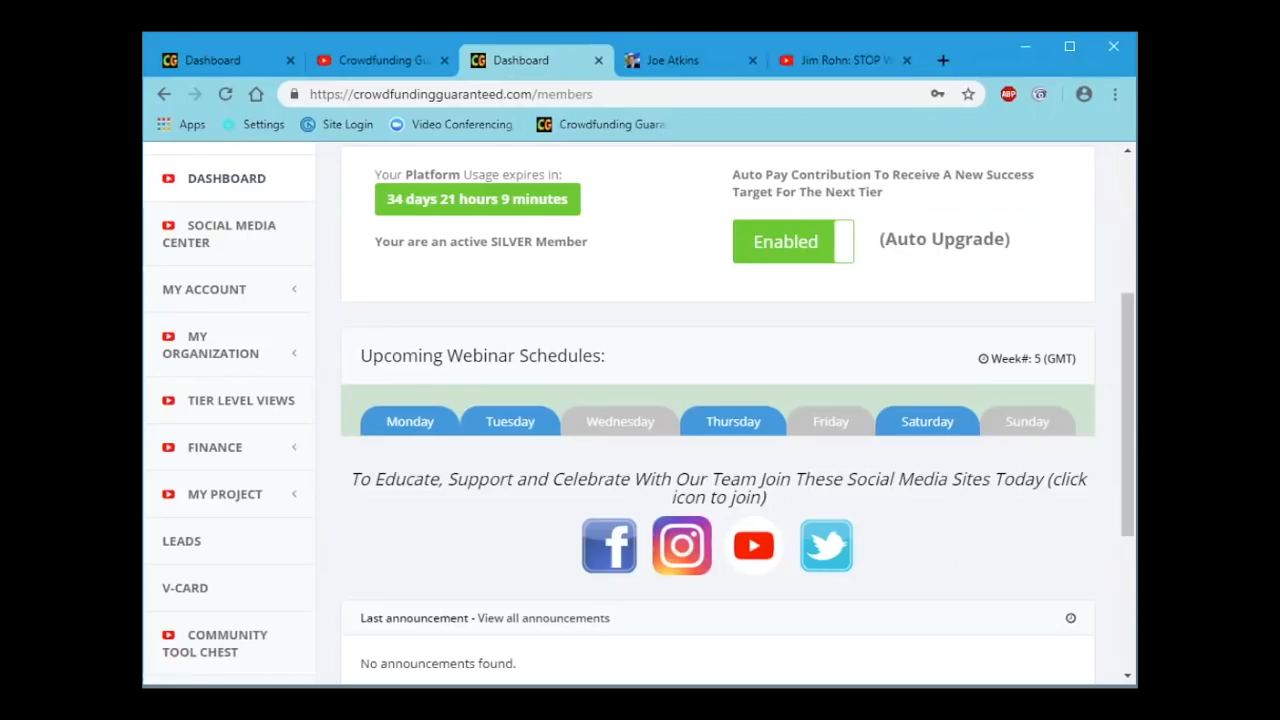 CG Dashboard
Crowdfunding Gu
CG Dashboard
Joe Atkins
Jim Rohn: STOP W
https://crowdfundingguaranteed.com/members
ABP
Apps
Settings
Site Login
Video Conferencing
CG Crowdfunding Guara
DASHBOARD
SOCIAL MEDIA
CENTER
MY ACCOUNT
MY
ORGANIZATION
TIER LEVEL VIEWS
FINANCE
MY PROJECT
LEADS
V-CARD
COMMUNITY
TOOL CHEST
Your Platform Usage expires in:
34 days 21 hours 9 minutes
Your are an active SILVER Member
Auto Pay Contribution To Receive A New Success
Target For The Next Tier
Enabled
(Auto Upgrade)
Upcoming Webinar Schedules:
Week#: 5 (GMT)
Monday
Tuesday
Wednesday
Thursday
Friday
Saturday
Sunday
To Educate, Support and Celebrate With Our Team Join These Social Media Sites Today (click
icon to join)
Last announcement - View all announcements
No announcements found.